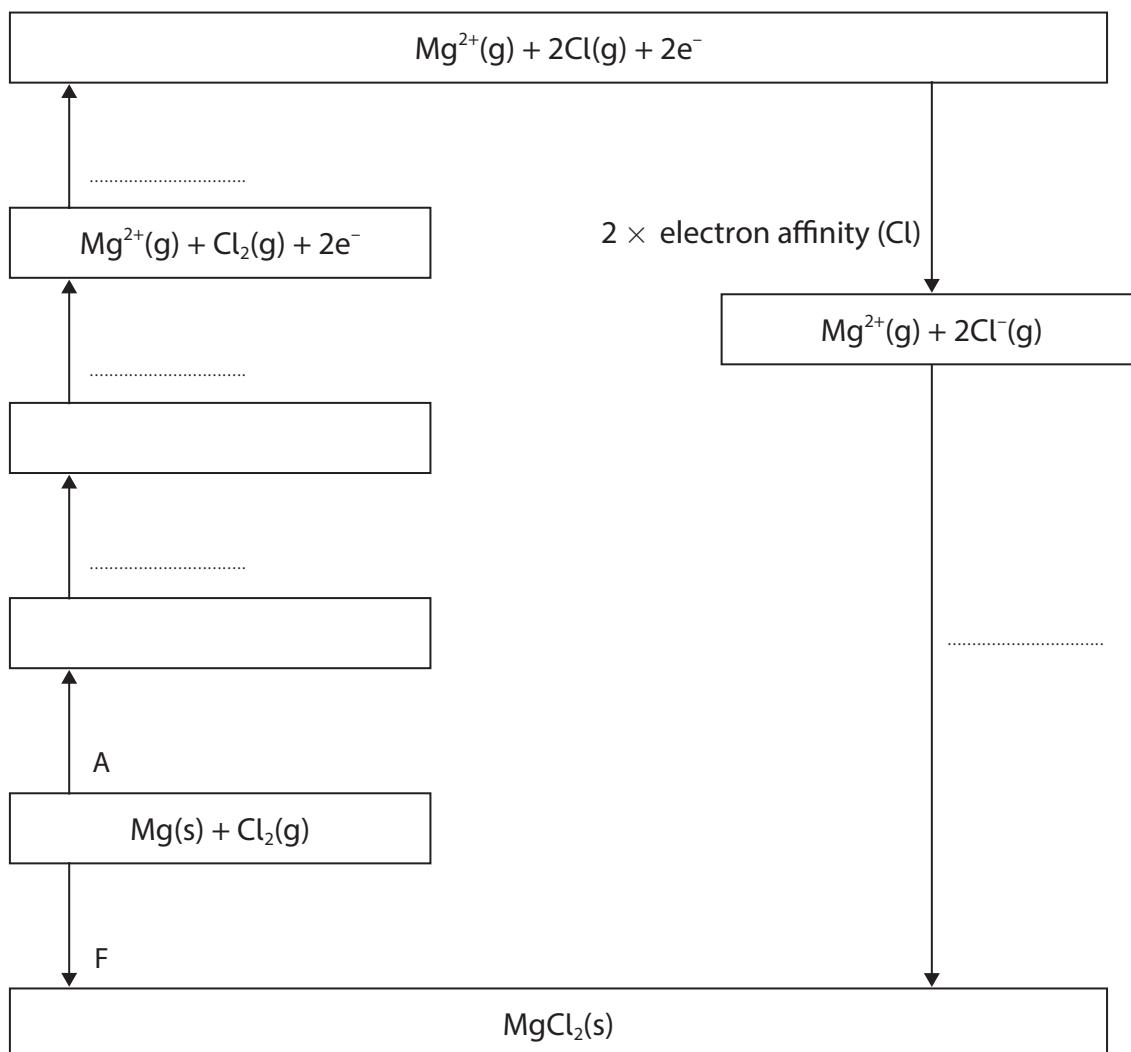 Mg²⁺(g) + 2Cl(g) + 2e⁻
..............................
Mg²⁺(g) + Cl₂(g) + 2e⁻
2 × electron affinity (Cl)
Mg²⁺(g) + 2Cl⁻(g)
..............................
..............................
..............................
A
Mg(s) + Cl₂(g)
F
MgCl₂(s)